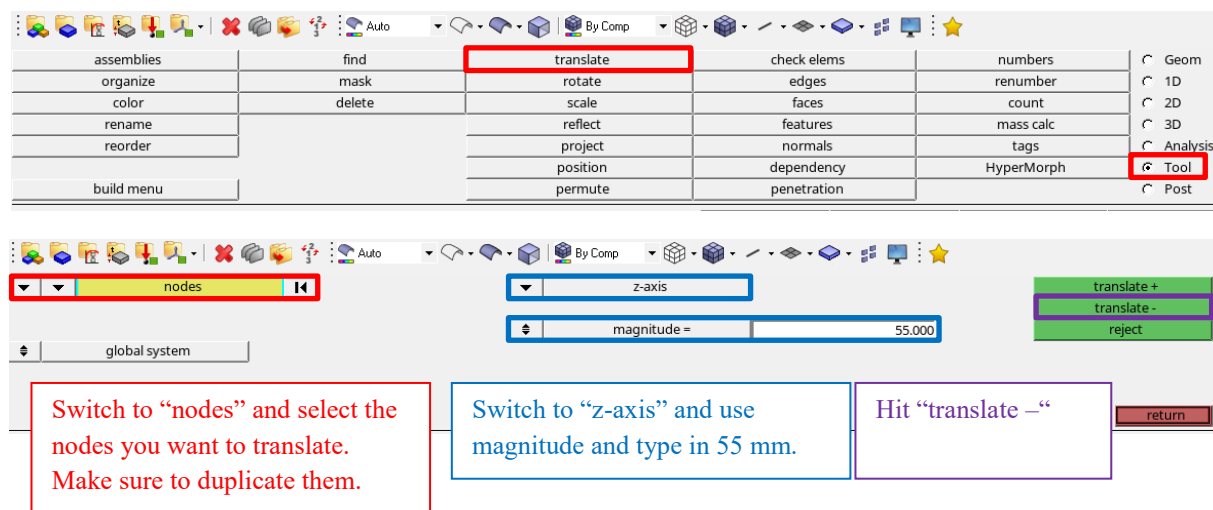 Auto By Comp
assemblies find translate check elems numbers Geom
organize mask rotate edges renumber 1D
color delete scale faces count 2D
rename reflect features mass calc 3D
reorder project normals tags Analysis
position dependency HyperMorph Tool
build menu permute penetration Post
Auto By Comp
nodes z-axis translate +
translate -
magnitude = 55.000 reject
global system
Switch to “nodes” and select the
nodes you want to translate.
Make sure to duplicate them.
Switch to “z-axis” and use
magnitude and type in 55 mm.
Hit “translate –“
return